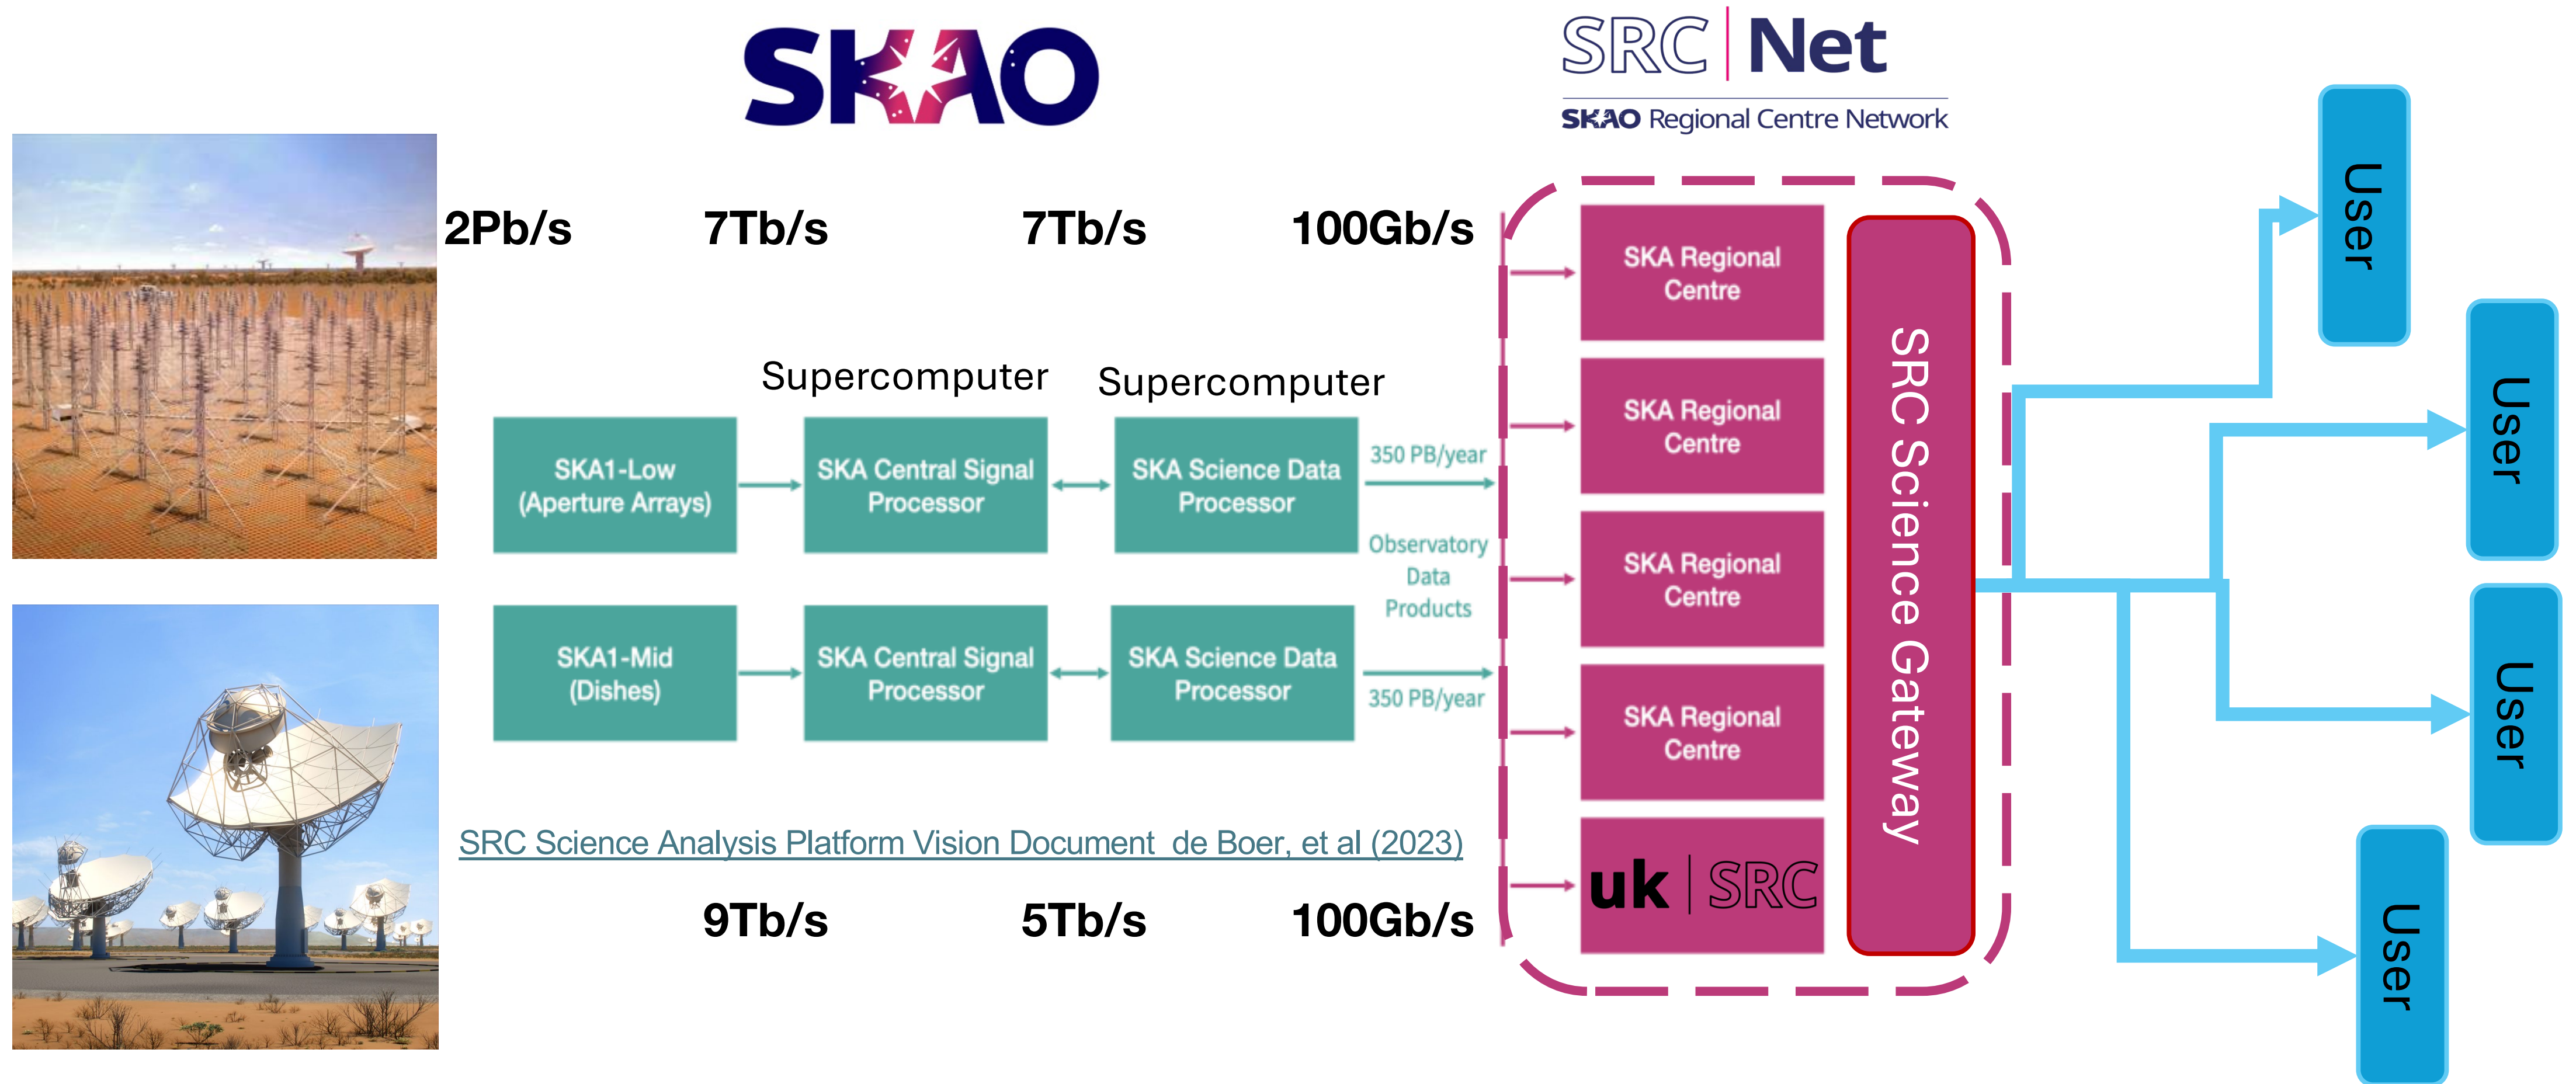 SKAO
SRC | Net
SKAO Regional Centre Network
2Pb/s
7Tb/s
7Tb/s
100Gb/s
Supercomputer
Supercomputer
SKA1-Low
(Aperture Arrays)
SKA Central Signal
Processor
SKA Science Data
Processor
350 PB/year
Observatory
Data
Products
SKA1-Mid
(Dishes)
SKA Central Signal
Processor
SKA Science Data
Processor
350 PB/year
SRC Science Analysis Platform Vision Document  de Boer, et al (2023)
9Tb/s
5Tb/s
100Gb/s
SKA Regional
Centre
SKA Regional
Centre
SKA Regional
Centre
SKA Regional
Centre
uk | SRC
SRC Science Gateway
User
User
User
User